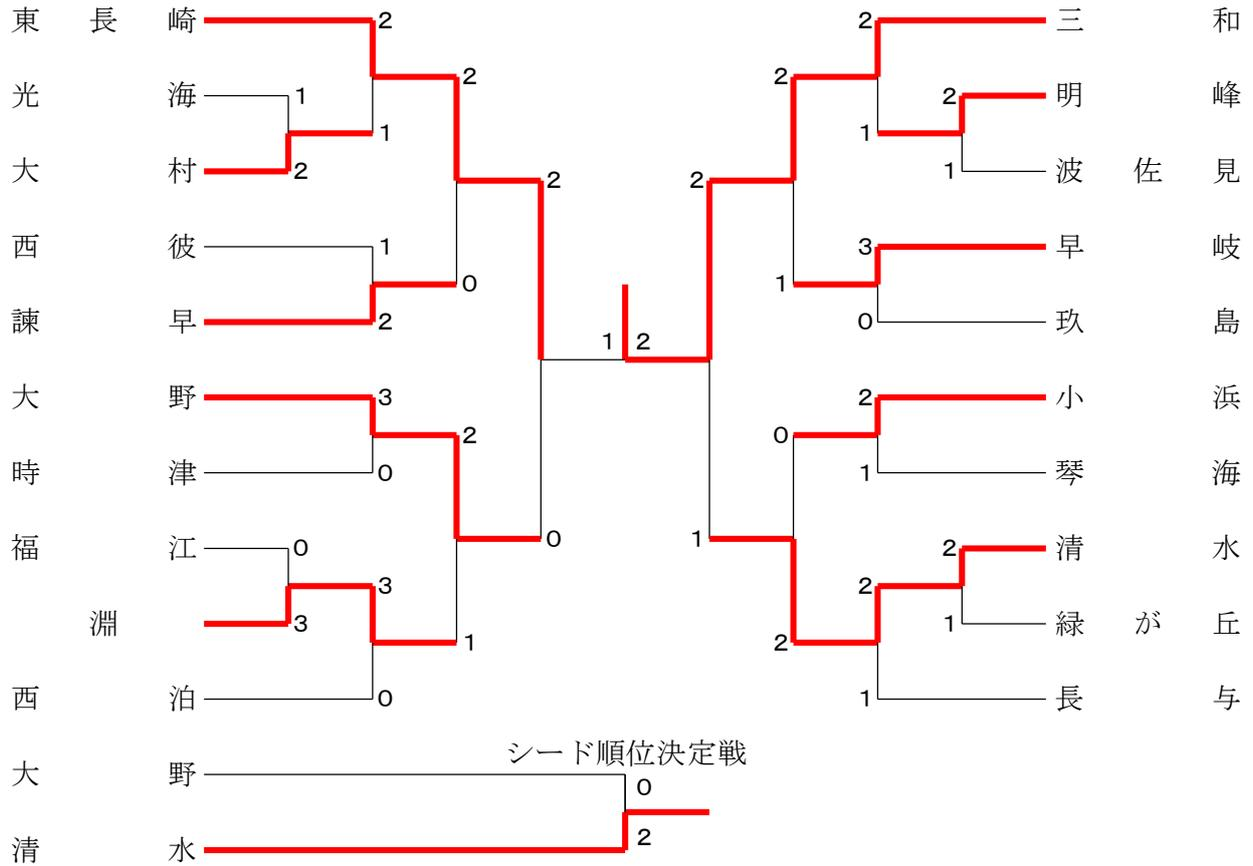 東長崎 2 2 三和
2 2
光海 1 2 明峰
1 1
大村 2 1 波佐見
2 2
西彼 1 3 早岐
0 1
諫早 2 0 玖島
1 2
大野 3 2 小浜
2 0
時津 0 1 琴海
0 1
福江 0 2 清水
3 2
淵 3 1 緑が丘
1 2
西泊 0 1 長与
シード順位決定戦
大野
0
2
清水